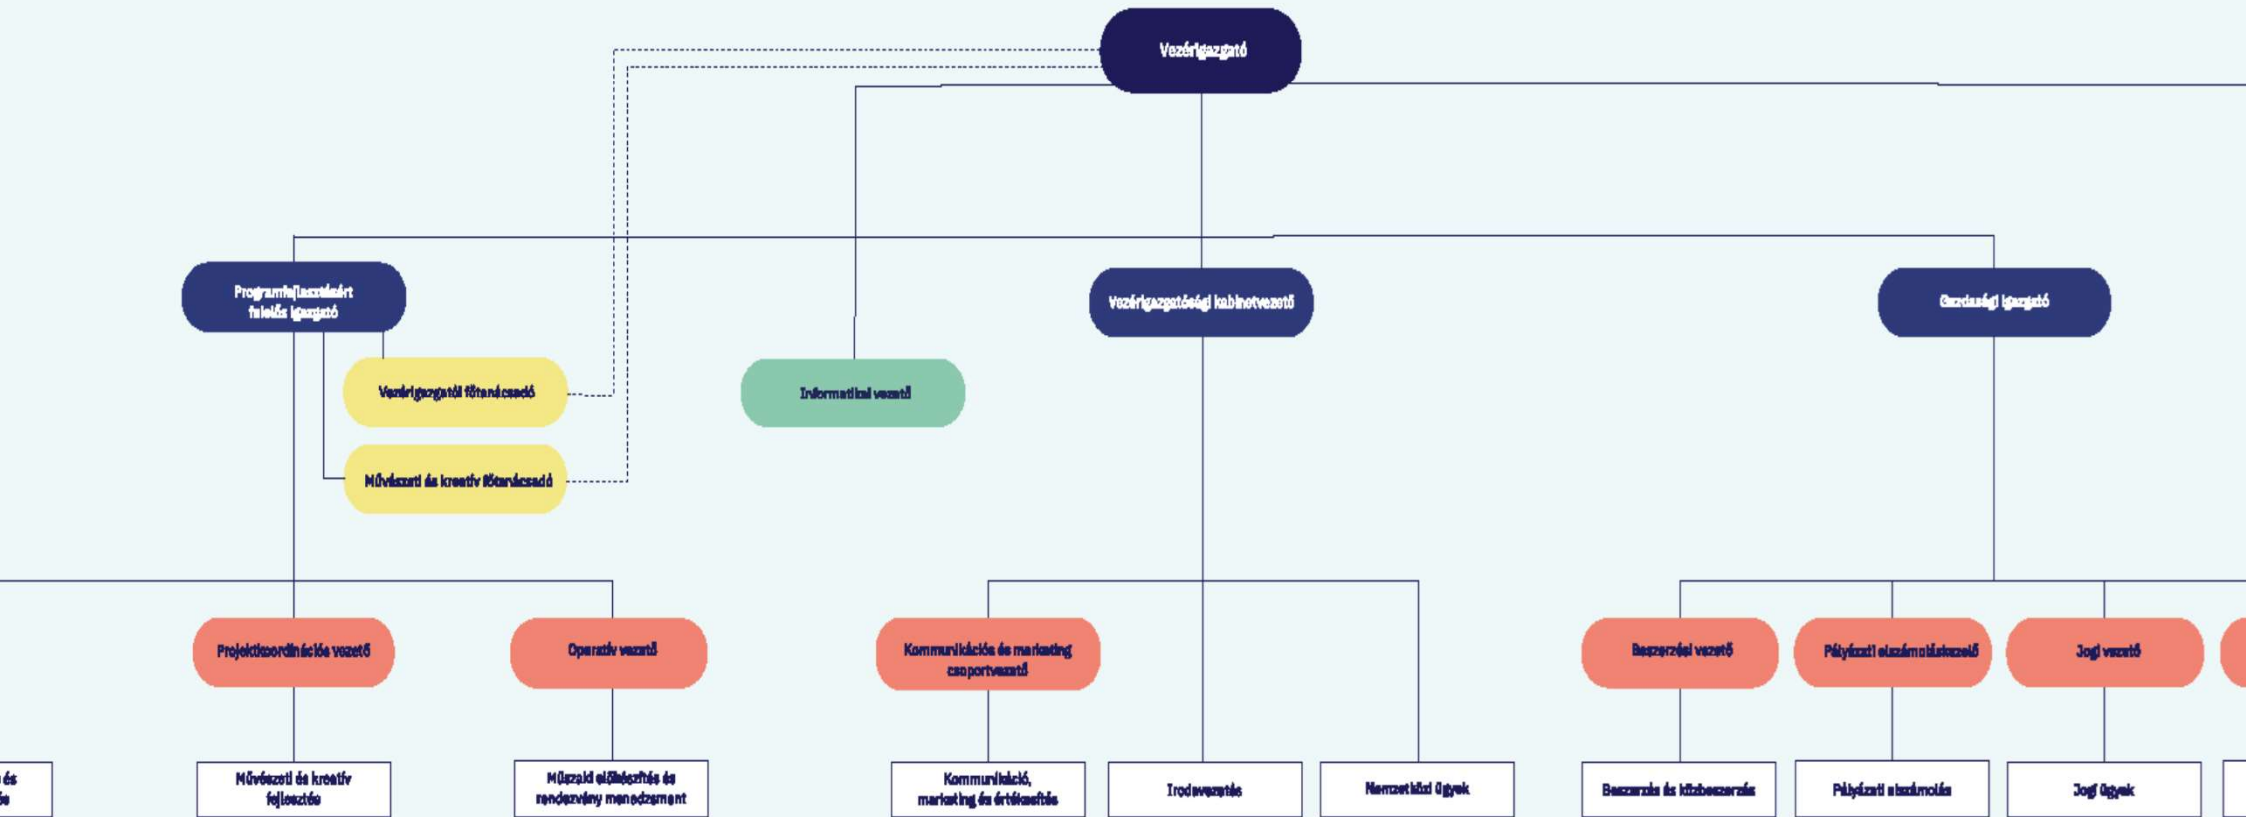 Vezérigazgató
Programfejlesztésért
felelős igazgató
Vezérigazgatósági kabinetvezető
Gazdasági igazgató
Vezérigazgatói főtanácsadó
Informatikai vezető
Művészeti és kreatív főtanácsadó
Projektkoordinációs vezető
Operatív vezető
Kommunikációs és marketing
csoportvezető
Beszerzési vezető
Pályázati elszámoláskezelő
Jogi vezető
és
Művészeti és kreatív
fejlesztés
Műszaki előkészítés és
rendezvény menedzsment
Kommunikáció,
marketing és értékesítés
Irodavezetés
Nemzetközi ügyek
Beszerzés és közbeszerzés
Pályázati elszámolás
Jogi ügyek